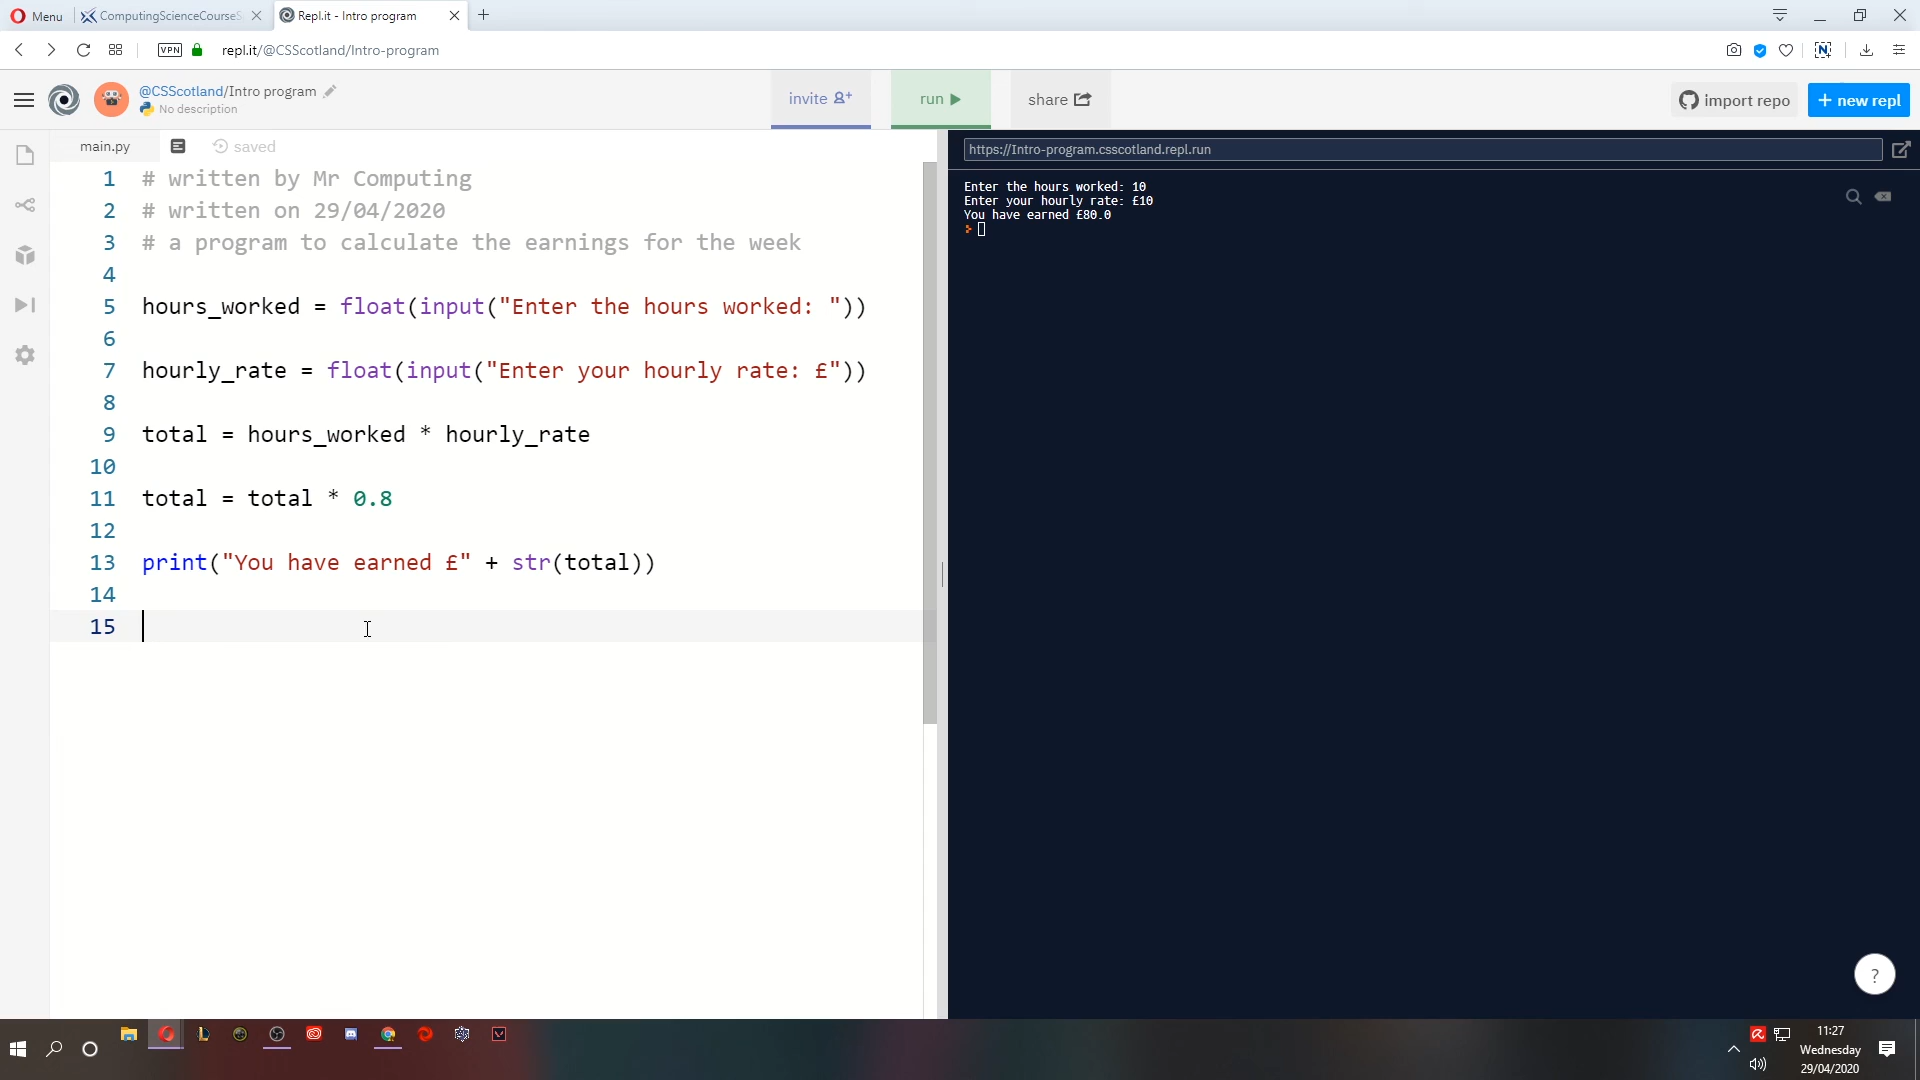 Menu
ComputingScienceCourseS
Repl.it - Intro program
VPN
repl.it/@CSScotland/Intro-program
@CSScotland/Intro program
No description
invite
run
share
import repo
+ new repl
main.py
saved
https://Intro-program.csscotland.repl.run
1 # written by Mr Computing
2 # written on 29/04/2020
3 # a program to calculate the earnings for the week
4
5 hours_worked = float(input("Enter the hours worked: "))
6
7 hourly_rate = float(input("Enter your hourly rate: £"))
8
9 total = hours_worked * hourly_rate
10
11 total = total * 0.8
12
13 print("You have earned £" + str(total))
14
15
Enter the hours worked: 10
Enter your hourly rate: £10
You have earned £80.0
?
11:27
Wednesday
29/04/2020